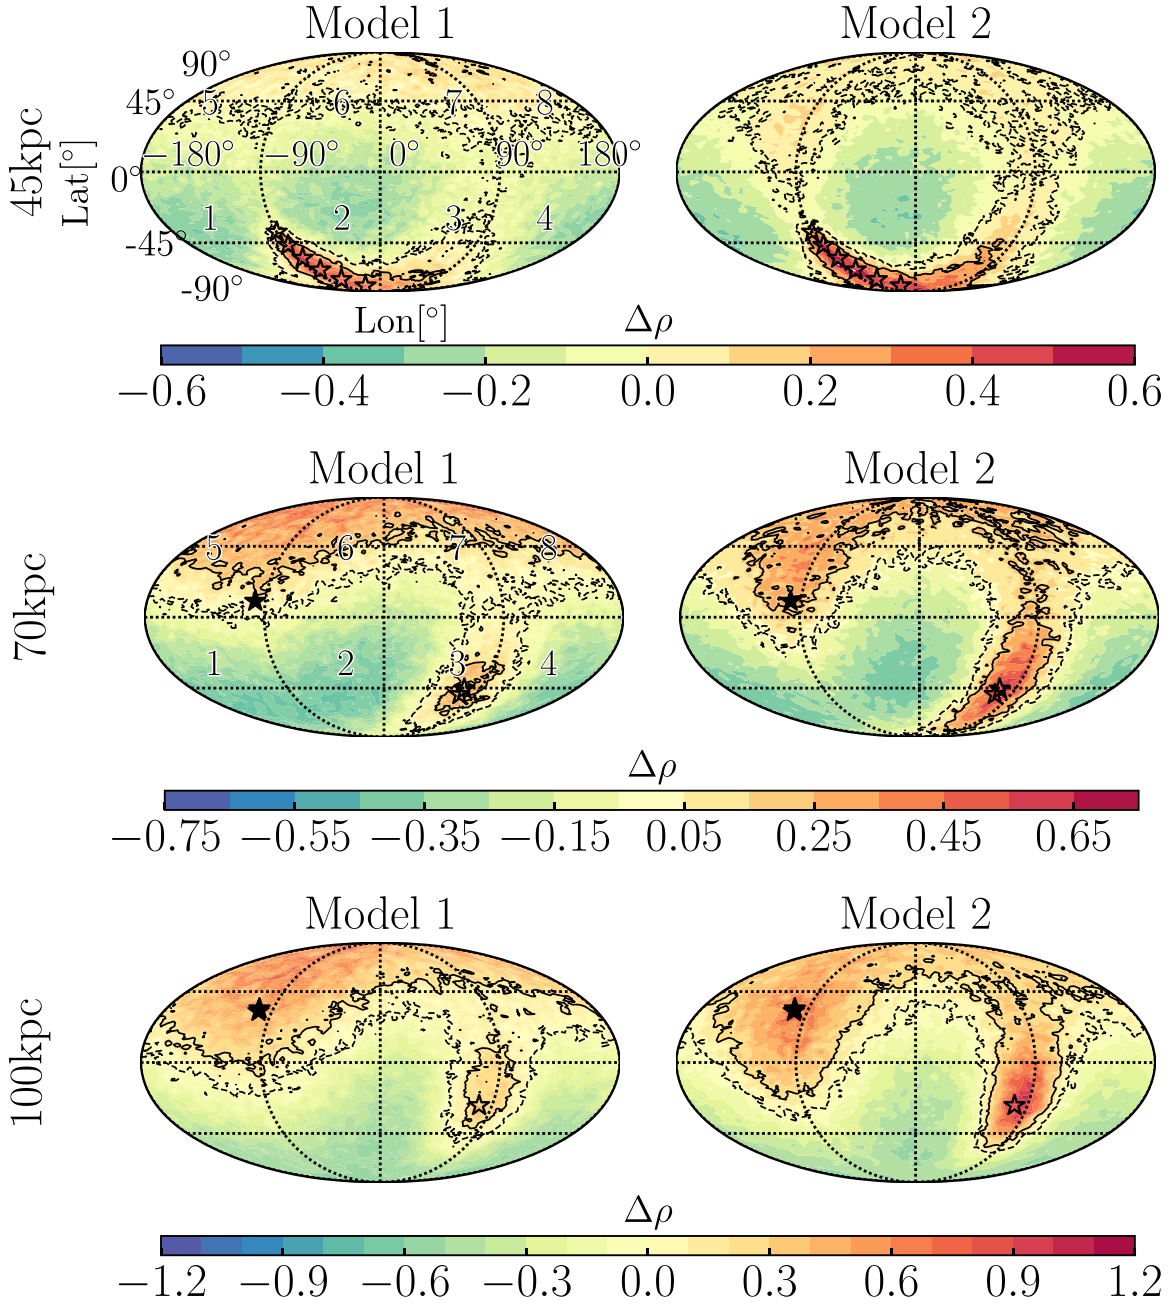 Model 1 Model 2
90°
45° 5 6 7 8
−180° −90° 0° 90° 180°
0°
45kpc
Lat[°]
1 2 3 4
-45°
-90°
Lon[°] Δρ
−0.6 −0.4 −0.2 0.0 0.2 0.4 0.6
Model 1 Model 2
5 6 7 8
70kpc
1 2 3 4
Δρ
−0.75 −0.55 −0.35 −0.15 0.05 0.25 0.45 0.65
Model 1 Model 2
100kpc
Δρ
−1.2 −0.9 −0.6 −0.3 0.0 0.3 0.6 0.9 1.2